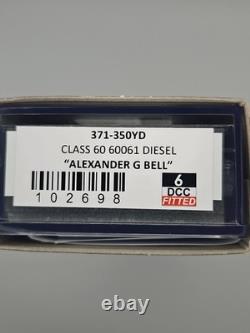 371-350YD
CLASS 60 60061 DIESEL
"ALEXANDER G BELL"
6
DCC
FITTED
102698